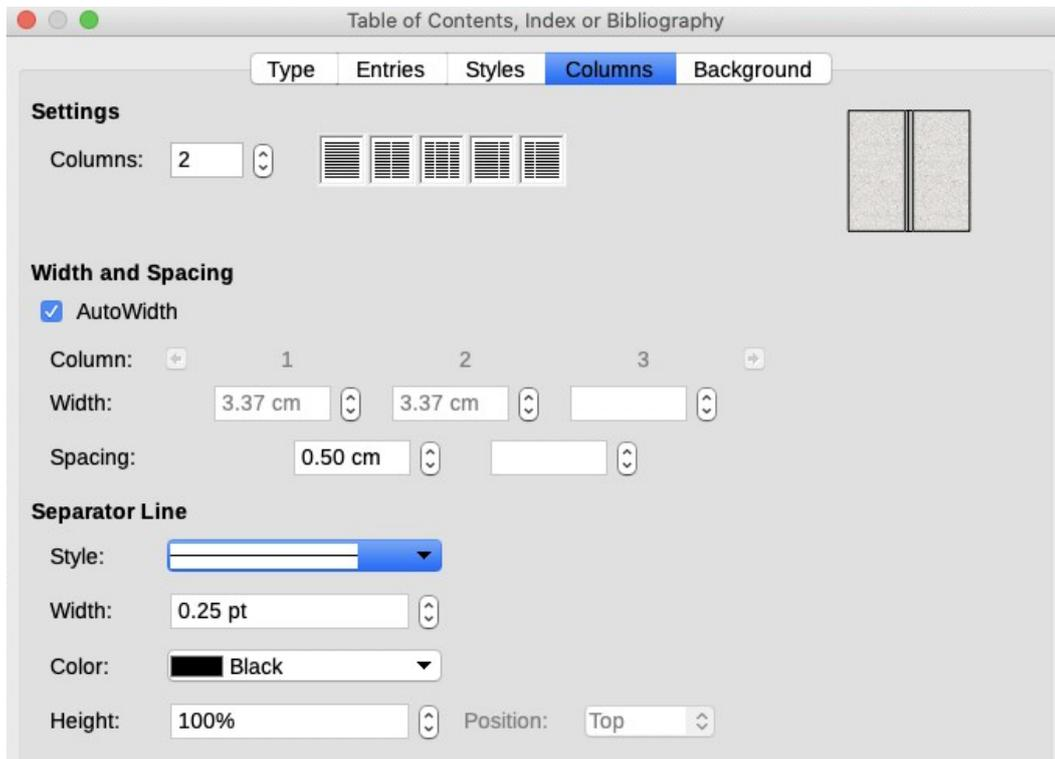 Table of Contents, Index or Bibliography
Type Entries Styles Columns Background
Settings
Columns: 2
Width and Spacing
AutoWidth
Column: 1 2 3
Width: 3.37 cm 3.37 cm
Spacing: 0.50 cm
Separator Line
Style:
Width: 0.25 pt
Color: Black
Height: 100% Position: Top